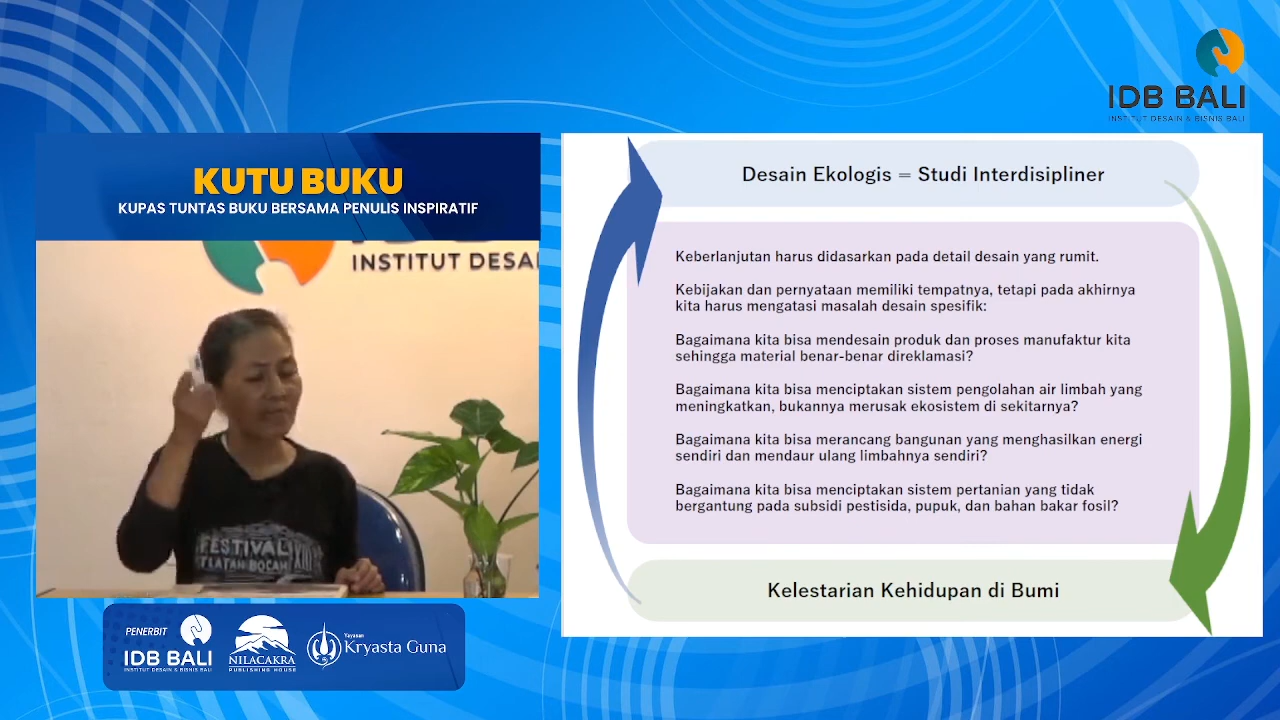 IDB BALI
INSTITUT DESAIN & BISNIS BALI
KUTU BUKU
KUPAS TUNTAS BUKU BERSAMA PENULIS INSPIRATIF
INSTITUT DESAI
FESTIVAL XIII
TLATAH BOCAH
PENERBIT
IDB BALI
INSTITUT DESAIN & BISNIS BALI
NILACAKRA
PUBLISHING HOUSE
Yayasan
Kryasta Guna
Desain Ekologis = Studi Interdisipliner
Keberlanjutan harus didasarkan pada detail desain yang rumit.
Kebijakan dan pernyataan memiliki tempatnya, tetapi pada akhirnya
kita harus mengatasi masalah desain spesifik:
Bagaimana kita bisa mendesain produk dan proses manufaktur kita
sehingga material benar-benar direklamasi?
Bagaimana kita bisa menciptakan sistem pengolahan air limbah yang
meningkatkan, bukannya merusak ekosistem di sekitarnya?
Bagaimana kita bisa merancang bangunan yang menghasilkan energi
sendiri dan mendaur ulang limbahnya sendiri?
Bagaimana kita bisa menciptakan sistem pertanian yang tidak
bergantung pada subsidi pestisida, pupuk, dan bahan bakar fosil?
Kelestarian Kehidupan di Bumi